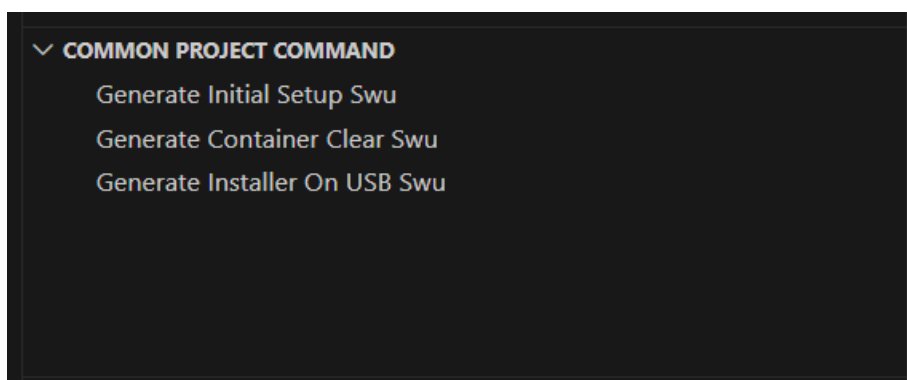 COMMON PROJECT COMMAND
Generate Initial Setup Swu
Generate Container Clear Swu
Generate Installer On USB Swu